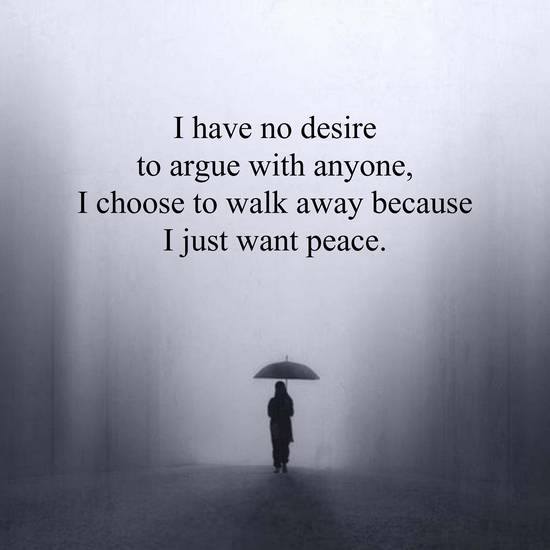 I have no desire
to argue with anyone,
I choose to walk away because
I just want peace.